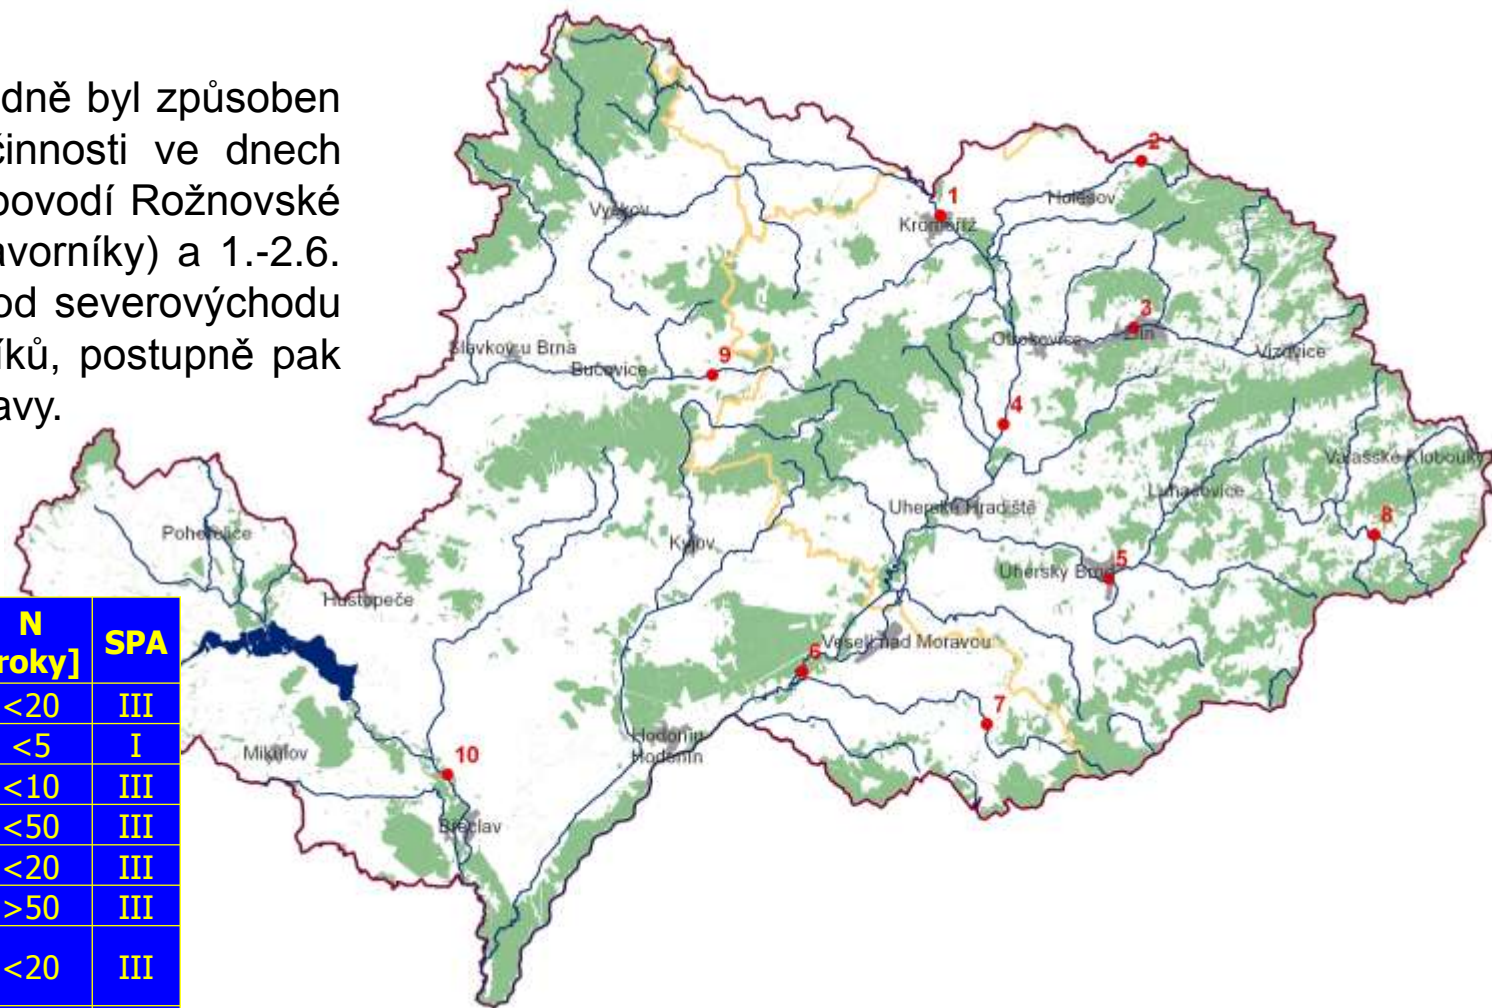 dně byl způsoben
činnosti ve dnech
povodí Rožnovské
avorníky) a 1.-2.6.
od severovýchodu
íků, postupně pak
avy.
N
roky]
SPA
<20 III
<5 I
<10 III
<50 III
<20 III
>50 III
<20 III
1
2
3
4
5
6
7
8
9
10
Vyškov
Kroměříž
Holešov
Slavkov u Brna
Bučovice
Otrokovice
Zlín
Vizovice
Valašské Klobouky
Luhačovice
Uherské Hradiště
Uherský Brod
Pohořelice
Kyjov
Hustopeče
Veselí nad Moravou
Hodonín
Hodonín
Mikulov
Břeclav